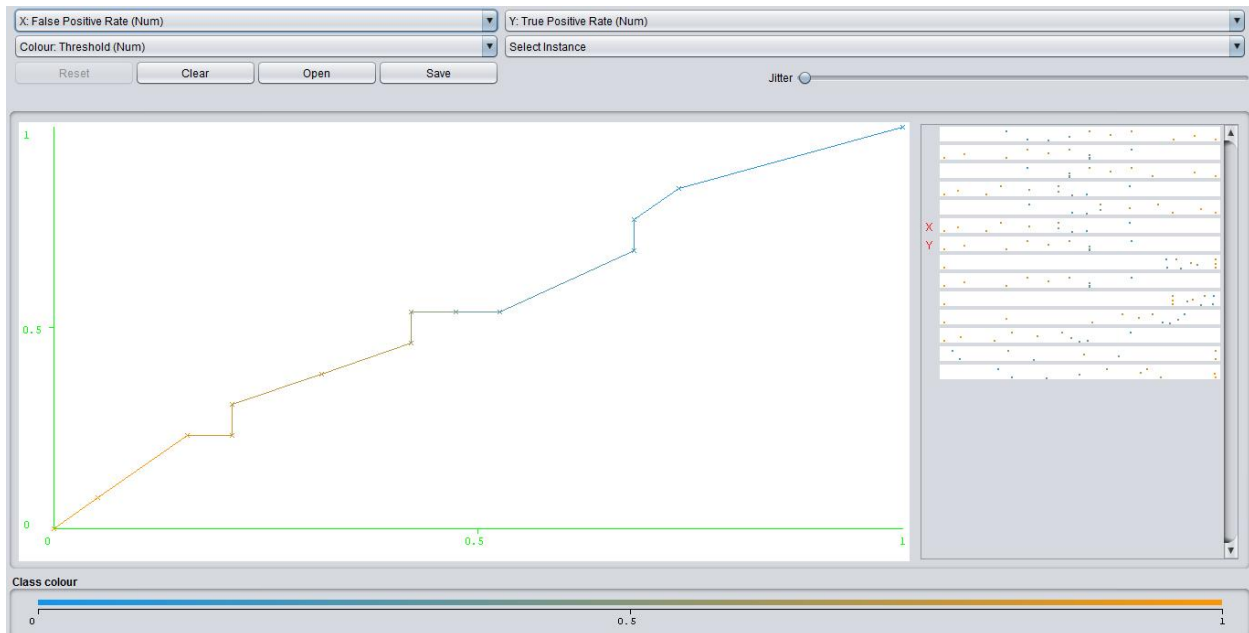 X: False Positive Rate (Num)
Y: True Positive Rate (Num)
Colour: Threshold (Num)
Select Instance
Reset
Clear
Open
Save
Jitter
1
0.5
0
0
0.5
1
X
Y
Class colour
0
0.5
1